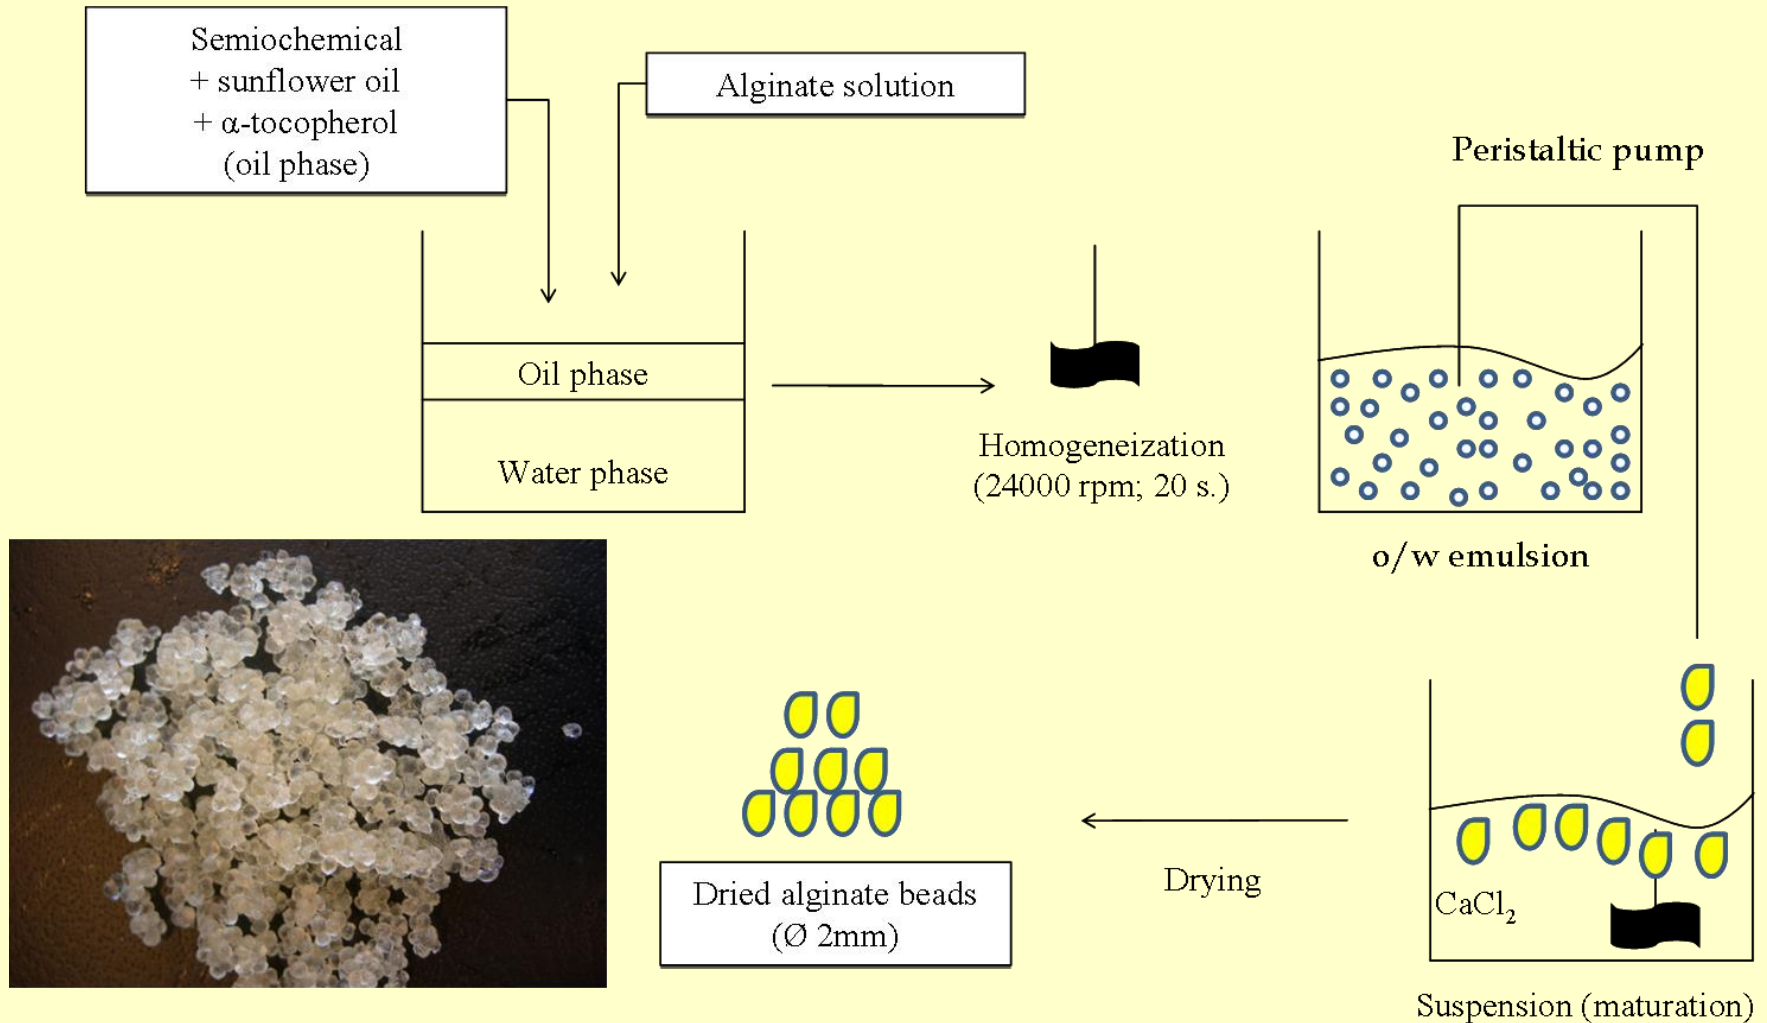 Semiochemical
+ sunflower oil
+ α-tocopherol
(oil phase)
Alginate solution
Peristaltic pump
Oil phase
Water phase
Homogeneization
(24000 rpm; 20 s.)
o/w emulsion
CaCl₂
Suspension (maturation)
Drying
Dried alginate beads
(Ø 2mm)